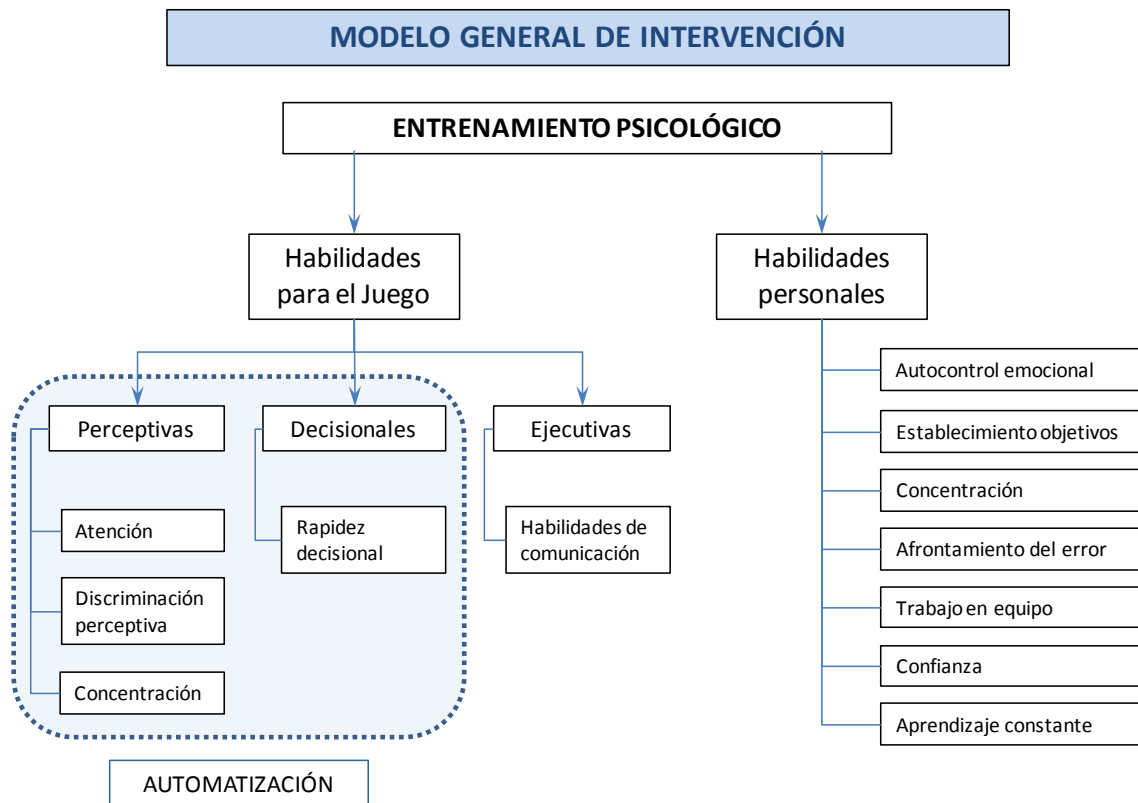 MODELO GENERAL DE INTERVENCIÓN
ENTRENAMIENTO PSICOLÓGICO
Habilidades
para el Juego
Habilidades
personales
Perceptivas
Decisionales
Ejecutivas
Atención
Discriminación
perceptiva
Concentración
Rapidez
decisional
Habilidades de
comunicación
Autocontrol emocional
Establecimiento objetivos
Concentración
Afrontamiento del error
Trabajo en equipo
Confianza
Aprendizaje constante
AUTOMATIZACIÓN